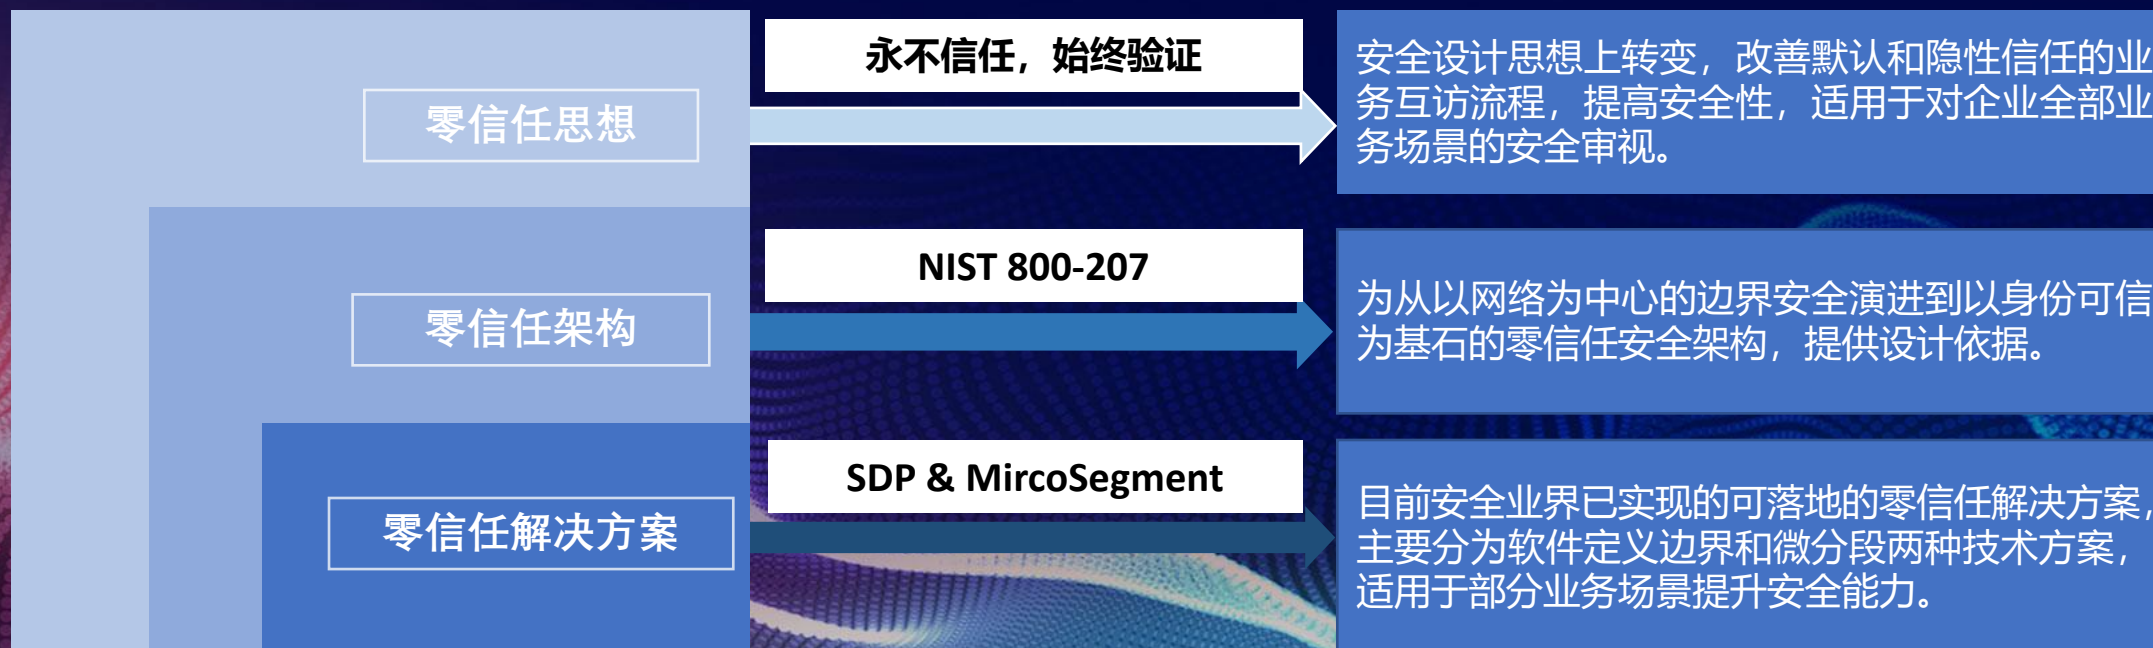 零信任思想
永不信任，始终验证
安全设计思想上转变，改善默认和隐性信任的业
务互访流程，提高安全性，适用于对企业全部业
务场景的安全审视。
零信任架构
NIST 800-207
为从以网络为中心的边界安全演进到以身份可信
为基石的零信任安全架构，提供设计依据。
零信任解决方案
SDP & MircoSegment
目前安全业界已实现的可落地的零信任解决方案，
主要分为软件定义边界和微分段两种技术方案，
适用于部分业务场景提升安全能力。